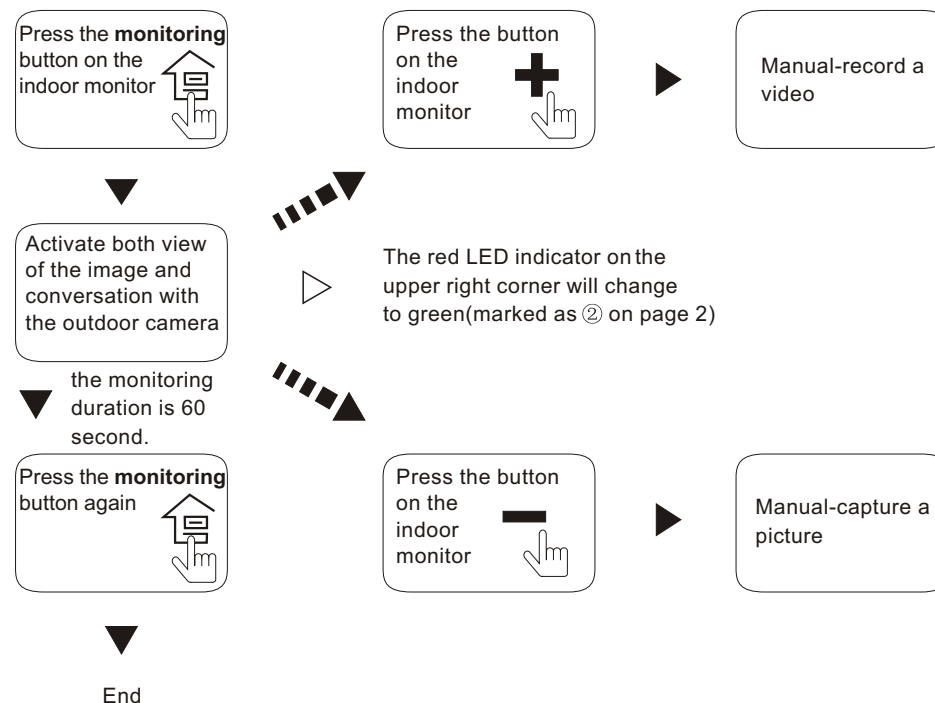 Press the monitoring
button on the
indoor monitor
Press the button
on the
indoor
monitor
Manual-record a
video
Activate both view
of the image and
conversation with
the outdoor camera
The red LED indicator on the
upper right corner will change
to green(marked as ② on page 2)
the monitoring
duration is 60
second.
Press the monitoring
button again
Press the button
on the
indoor
monitor
Manual-capture a
picture
End